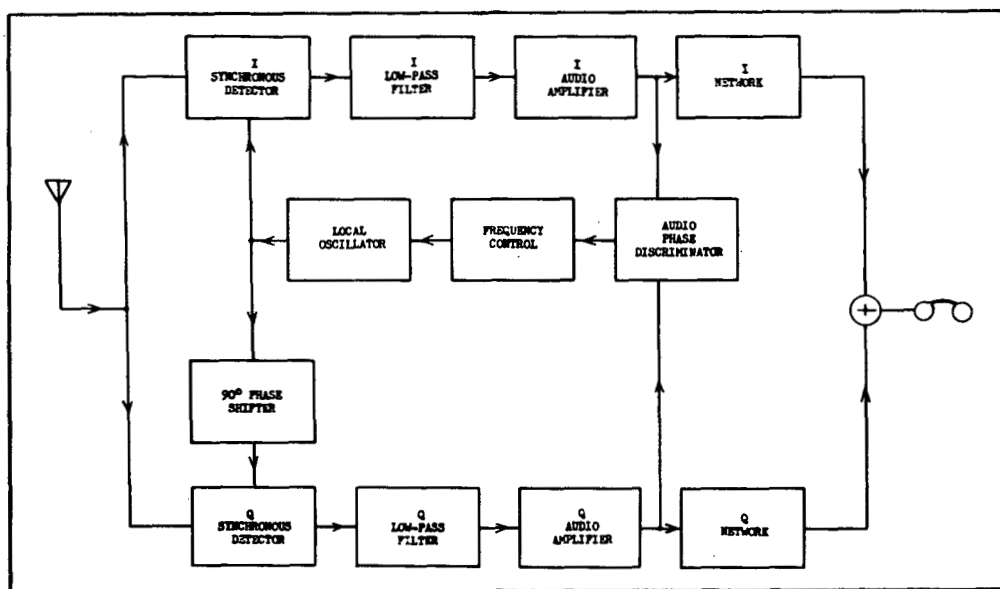 I
SYNCHRONOUS
DETECTOR
I
LOW-PASS
FILTER
I
AUDIO
AMPLIFIER
I
NETWORK
LOCAL
OSCILLATOR
FREQUENCY
CONTROL
AUDIO
PHASE
DISCRIMINATOR
+
90° PHASE
SHIFTER
Q
SYNCHRONOUS
DETECTOR
Q
LOW-PASS
FILTER
Q
AUDIO
AMPLIFIER
Q
NETWORK